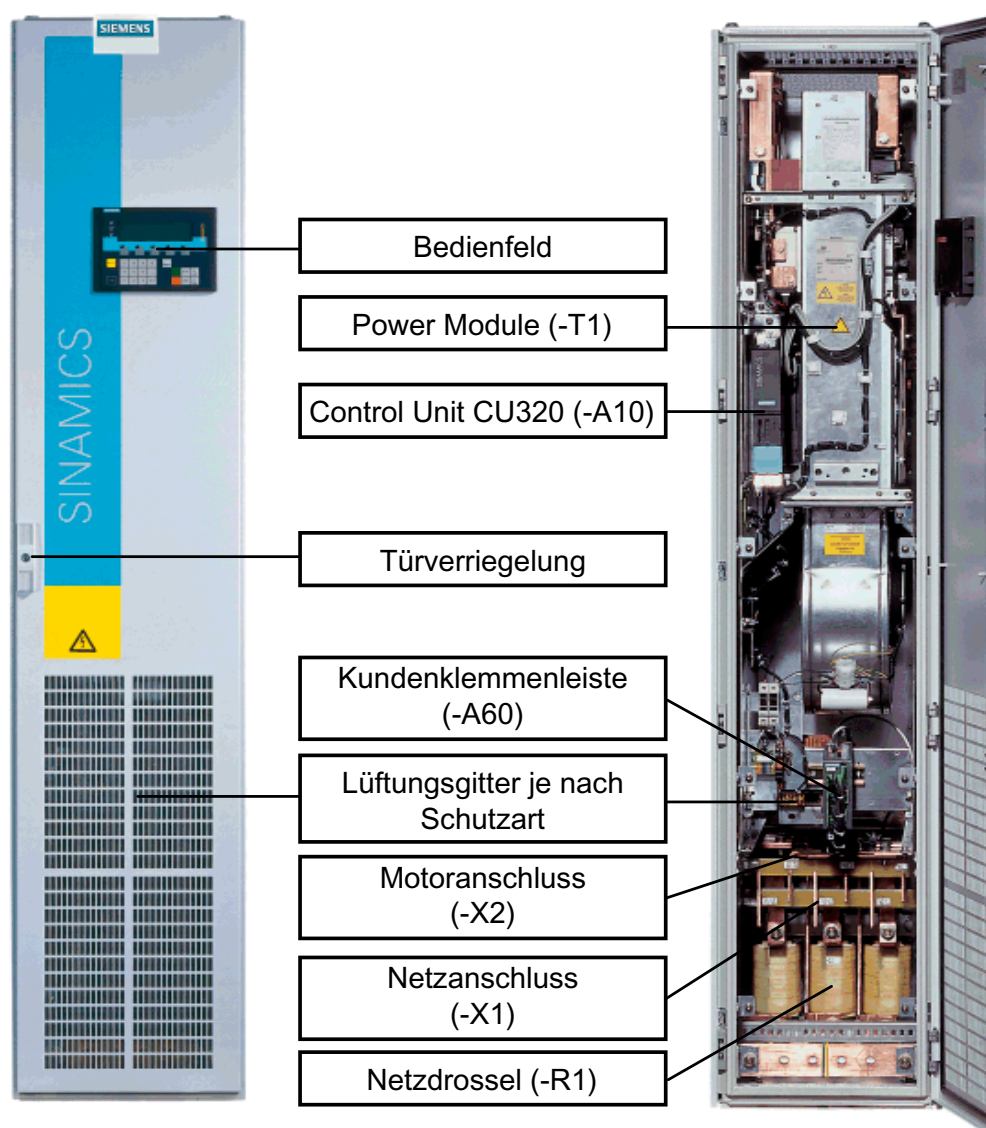 SIEMENS
SINAMICS
Bedienfeld
Power Module (-T1)
Control Unit CU320 (-A10)
SINAMICS
Türverriegelung
Kundenklemmenleiste
(-A60)
Lüftungsgitter je nach
Schutzart
Motoranschluss
(-X2)
Netzanschluss
(-X1)
Netzdrossel (-R1)